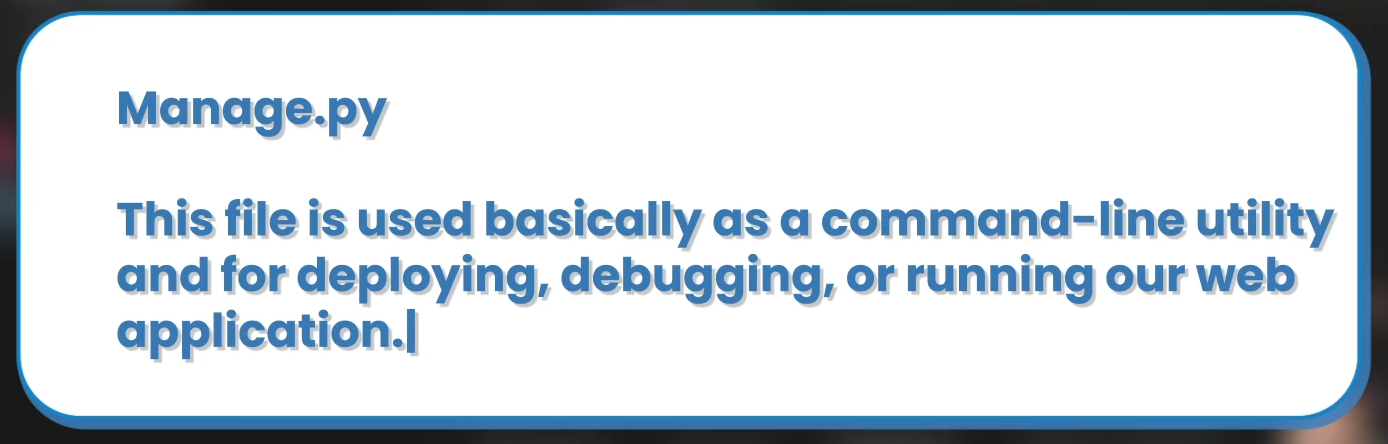 Manage.py
This file is used basically as a command-line utility
and for deploying, debugging, or running our web
application.|